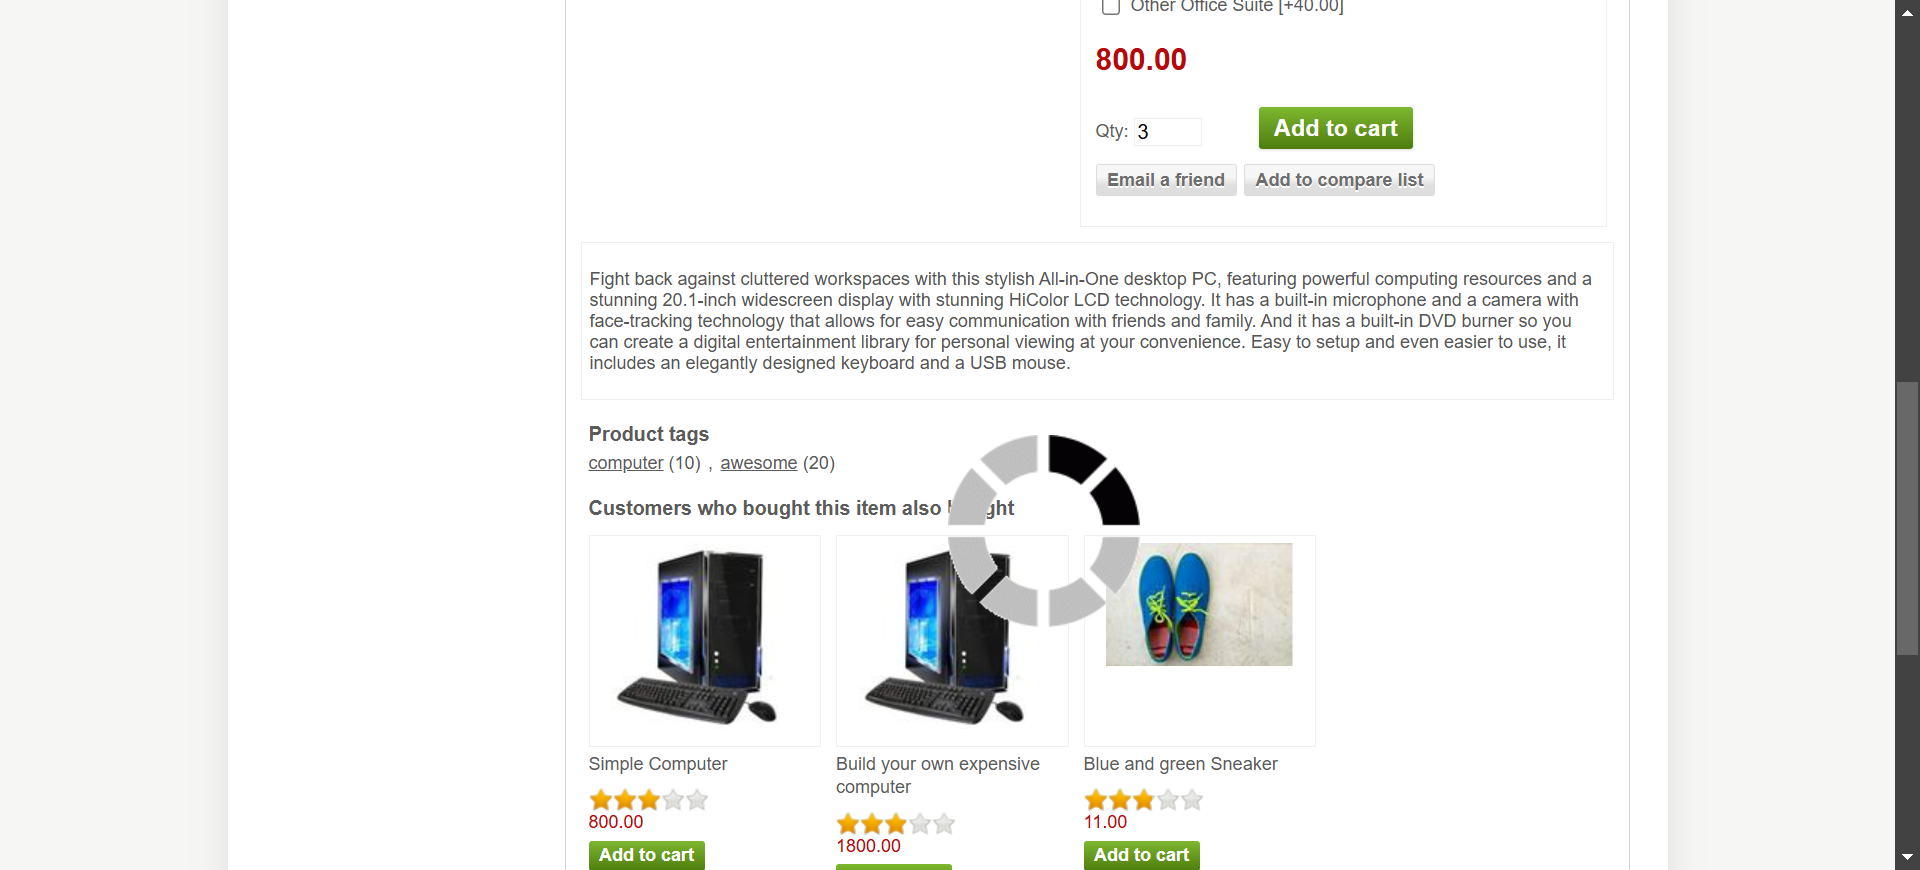 Other Office Suite [+40.00]
800.00
Qty: 3
Add to cart
Email a friend
Add to compare list
Fight back against cluttered workspaces with this stylish All-in-One desktop PC, featuring powerful computing resources and a
stunning 20.1-inch widescreen display with stunning HiColor LCD technology. It has a built-in microphone and a camera with
face-tracking technology that allows for easy communication with friends and family. And it has a built-in DVD burner so you
can create a digital entertainment library for personal viewing at your convenience. Easy to setup and even easier to use, it
includes an elegantly designed keyboard and a USB mouse.
Product tags
computer (10) , awesome (20)
Customers who bought this item also bought
Simple Computer
800.00
Add to cart
Build your own expensive
computer
1800.00
Blue and green Sneaker
11.00
Add to cart